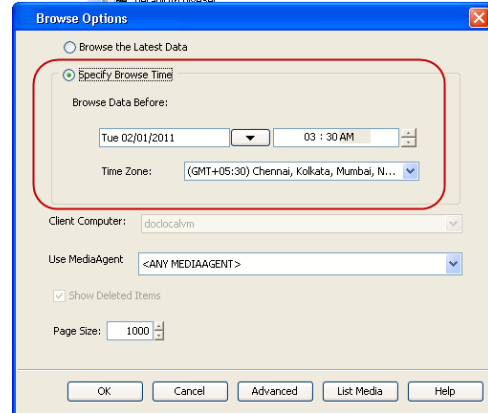 Browse Options
Browse the Latest Data
Specify Browse Time
Browse Data Before:
Tue 02/01/2011 03 : 30 AM
Time Zone: (GMT+05:30) Chennai, Kolkata, Mumbai, N...
Client Computer: doclocalvm
Use MediaAgent <ANY MEDIAAGENT>
Show Deleted Items
Page Size: 1000
OK Cancel Advanced List Media Help